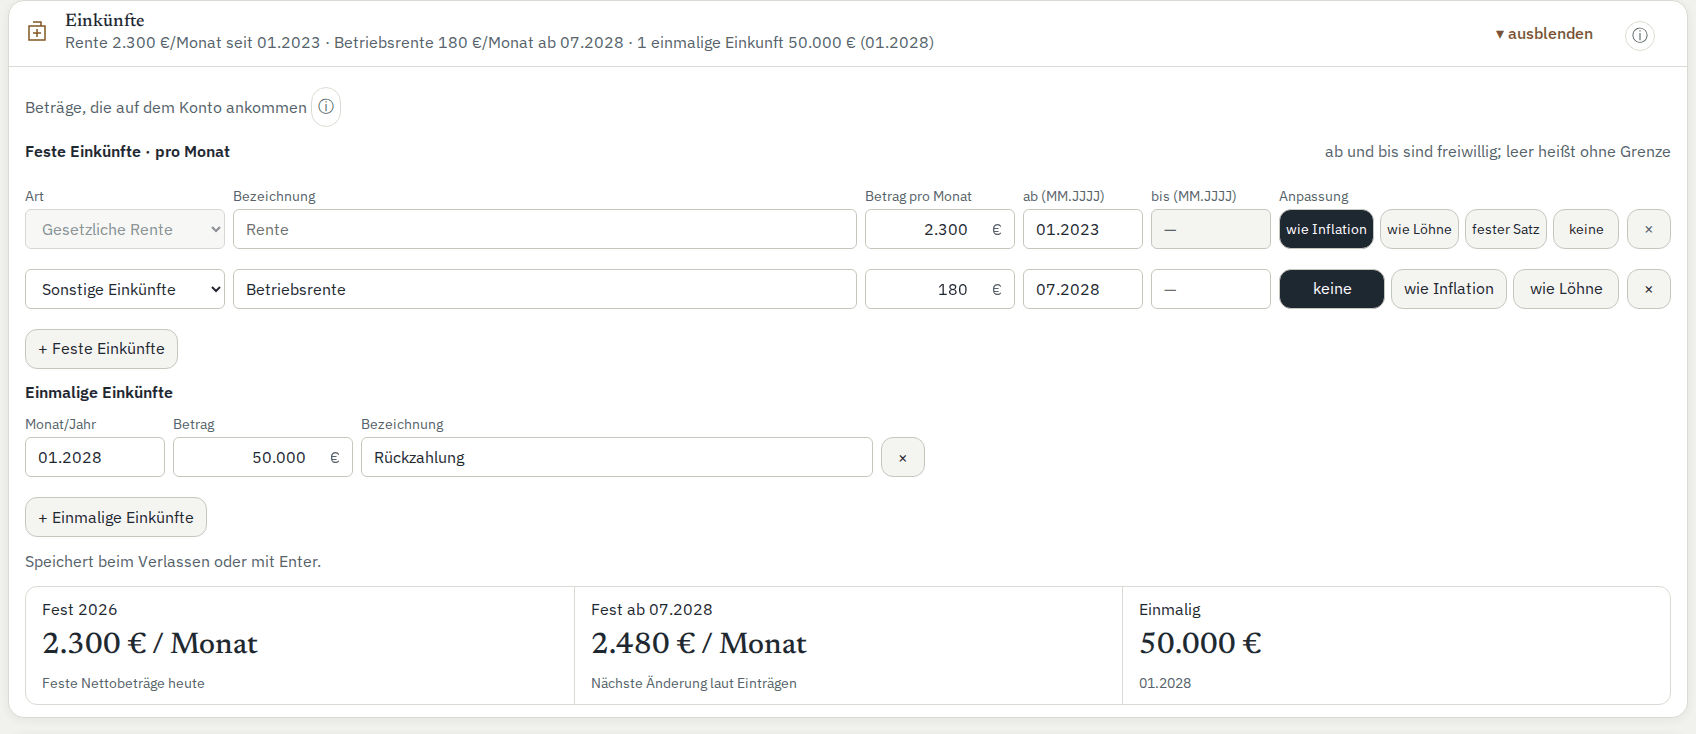 Einkünfte
Rente 2.300 €/Monat seit 01.2023 · Betriebsrente 180 €/Monat ab 07.2028 · 1 einmalige Einkunft 50.000 € (01.2028)
▾ ausblenden
Beträge, die auf dem Konto ankommen
Feste Einkünfte · pro Monat
ab und bis sind freiwillig; leer heißt ohne Grenze
Art Bezeichnung Betrag pro Monat ab (MM.JJJJ) bis (MM.JJJJ) Anpassung
Gesetzliche Rente Rente 2.300 € 01.2023 — wie Inflation wie Löhne fester Satz keine ×
Sonstige Einkünfte Betriebsrente 180 € 07.2028 — keine wie Inflation wie Löhne ×
+ Feste Einkünfte
Einmalige Einkünfte
Monat/Jahr Betrag Bezeichnung
01.2028 50.000 € Rückzahlung ×
+ Einmalige Einkünfte
Speichert beim Verlassen oder mit Enter.
Fest 2026
2.300 € / Monat
Feste Nettobeträge heute
Fest ab 07.2028
2.480 € / Monat
Nächste Änderung laut Einträgen
Einmalig
50.000 €
01.2028